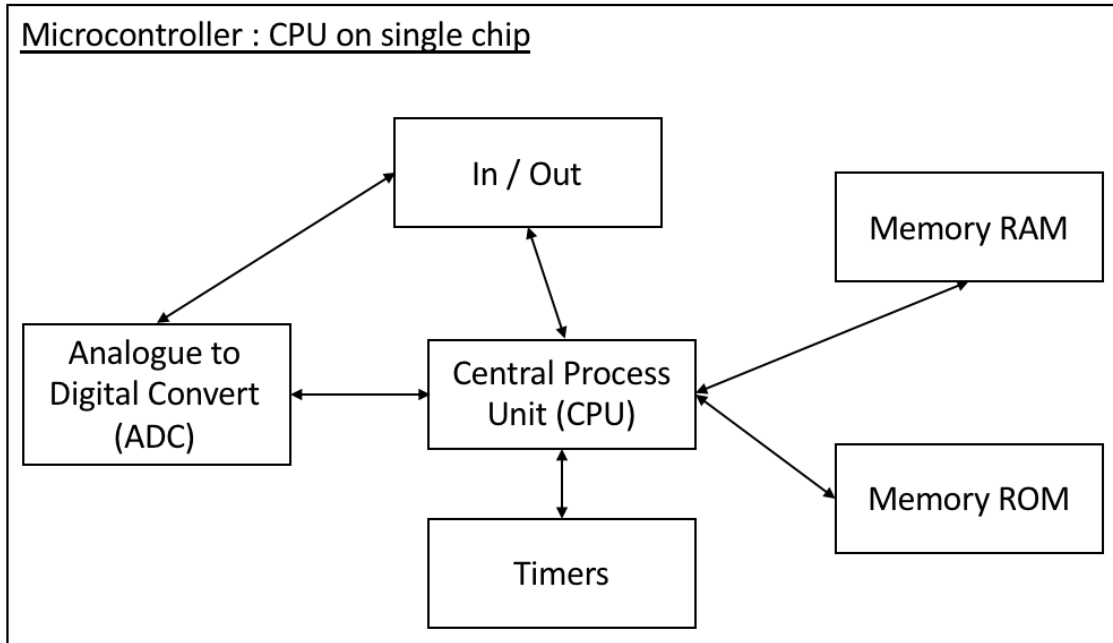 Microcontroller : CPU on single chip
In / Out
Memory RAM
Analogue to
Digital Convert
(ADC)
Central Process
Unit (CPU)
Memory ROM
Timers